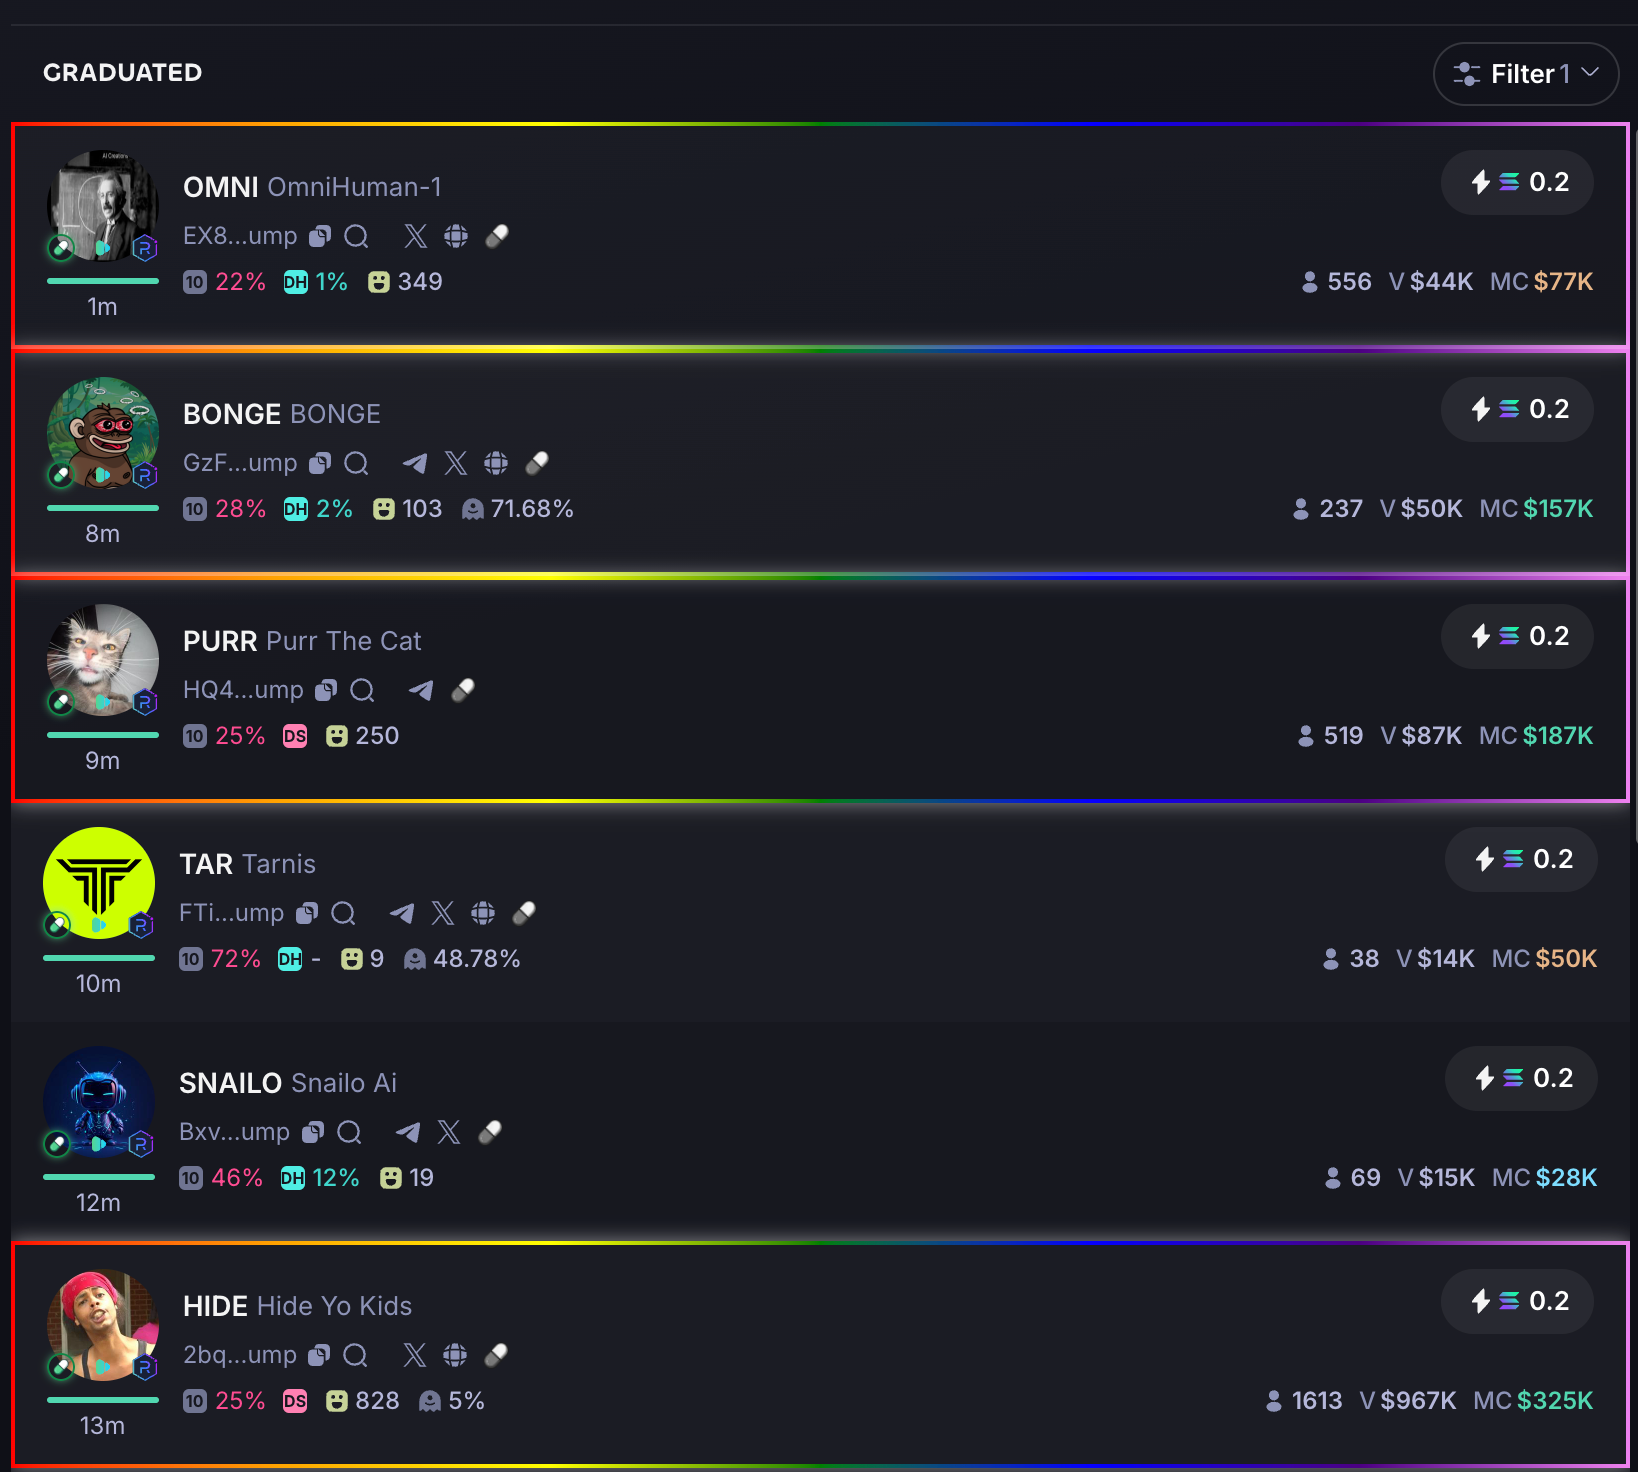 GRADUATED
Filter 1
AI Creations
OMNI OmniHuman-1
0.2
EX8...ump
10 22% DH 1% 349
556 V $44K MC $77K
1m
BONGE BONGE
0.2
GzF...ump
10 28% DH 2% 103 71.68%
237 V $50K MC $157K
8m
PURR Purr The Cat
0.2
HQ4...ump
10 25% DS 250
519 V $87K MC $187K
9m
TAR Tarnis
0.2
FTi...ump
10 72% DH - 9 48.78%
38 V $14K MC $50K
10m
SNAILO Snailo Ai
0.2
Bxv...ump
10 46% DH 12% 19
69 V $15K MC $28K
12m
HIDE Hide Yo Kids
0.2
2bq...ump
10 25% DS 828 5%
1613 V $967K MC $325K
13m